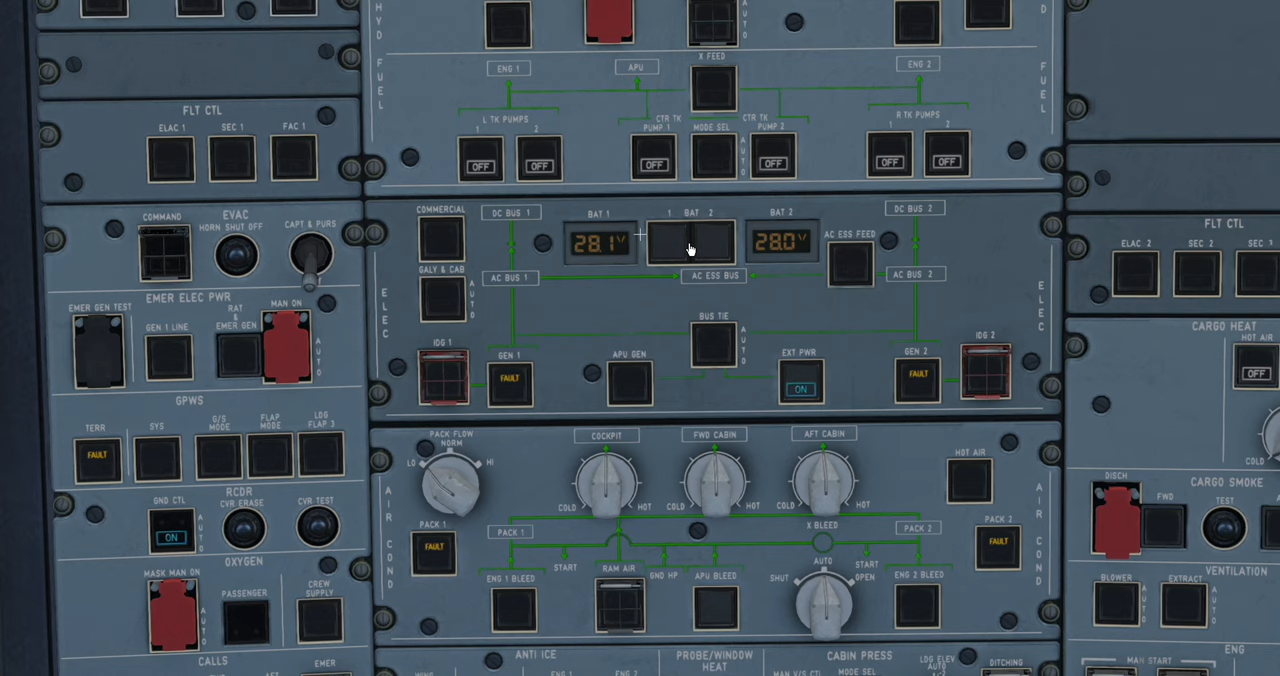 HYD
AUTO
D
X FEED
ENG 1
APU
ENG 2
FUEL
FUEL
L TK PUMPS
1
2
CTR TK
PUMP 1
MODE SEL
CTR TK
PUMP 2
R TK PUMPS
1
2
AUTO
OFF
OFF
OFF
OFF
OFF
OFF
FLT CTL
ELAC 1
SEC 1
FAC 1
COMMAND
EVAC
HORN SHUT OFF
CAPT & PURS
EMER ELEC PWR
EMER GEN TEST
GEN 1 LINE
RAT
&
EMER GEN
MAN ON
AUTO
GPWS
TERR
SYS
G/S
MODE
FLAP
MODE
LDG
FLAP 3
FAULT
RCDR
GND CTL
CVR ERASE
CVR TEST
ON
AUTO
OXYGEN
MASK MAN ON
PASSENGER
CREW
SUPPLY
AUTO
CALLS
EMER
COMMERCIAL
DC BUS 1
BAT 1
1 BAT 2
BAT 2
DC BUS 2
28.1V
28.0V
AC ESS FEED
GALY & CAB
AUTO
AC BUS 1
AC ESS BUS
AC BUS 2
ELEC
ELEC
BUS TIE
AUTO
IDG 1
GEN 1
APU GEN
EXT PWR
GEN 2
IDG 2
FAULT
ON
FAULT
PACK FLOW
NORM
LO
HI
COCKPIT
FWD CABIN
AFT CABIN
HOT AIR
COLD
HOT
COLD
HOT
COLD
HOT
AIR COND
AIR COND
PACK 1
PACK 1
X BLEED
PACK 2
PACK 2
FAULT
FAULT
START
RAM AIR
GND HP
APU BLEED
AUTO
START
ENG 1 BLEED
SHUT
OPEN
ENG 2 BLEED
ANTI ICE
PROBE/WINDOW
HEAT
CABIN PRESS
MAN V/S CTL
MODE SEL
LDG ELEV
AUTO
DITCHING
WING
ENG 1
ENG 2
FLT CTL
ELAC 2
SEC 2
SEC 3
CARGO HEAT
HOT AIR
OFF
COLD
CARGO SMOKE
DISCH
FWD
TEST
VENTILATION
BLOWER
EXTRACT
AUTO
AUTO
ENG
MAN START